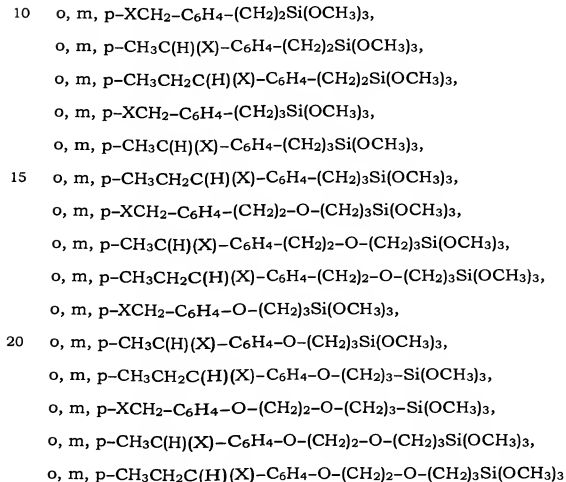 10 o, m, p–XCH2–C6H4–(CH2)2Si(OCH3)3,
o, m, p–CH3C(H)(X)–C6H4–(CH2)2Si(OCH3)3,
o, m, p–CH3CH2C(H)(X)–C6H4–(CH2)2Si(OCH3)3,
o, m, p–XCH2–C6H4–(CH2)3Si(OCH3)3,
o, m, p–CH3C(H)(X)–C6H4–(CH2)3Si(OCH3)3,
15 o, m, p–CH3CH2C(H)(X)–C6H4–(CH2)3Si(OCH3)3,
o, m, p–XCH2–C6H4–(CH2)2–O–(CH2)3Si(OCH3)3,
o, m, p–CH3C(H)(X)–C6H4–(CH2)2–O–(CH2)3Si(OCH3)3,
o, m, p–CH3CH2C(H)(X)–C6H4–(CH2)2–O–(CH2)3Si(OCH3)3,
o, m, p–XCH2–C6H4–O–(CH2)3Si(OCH3)3,
20 o, m, p–CH3C(H)(X)–C6H4–O–(CH2)3Si(OCH3)3,
o, m, p–CH3CH2C(H)(X)–C6H4–O–(CH2)3–Si(OCH3)3,
o, m, p–XCH2–C6H4–O–(CH2)2–O–(CH2)3–Si(OCH3)3,
o, m, p–CH3C(H)(X)–C6H4–O–(CH2)2–O–(CH2)3Si(OCH3)3,
o, m, p–CH3CH2C(H)(X)–C6H4–O–(CH2)2–O–(CH2)3Si(OCH3)3